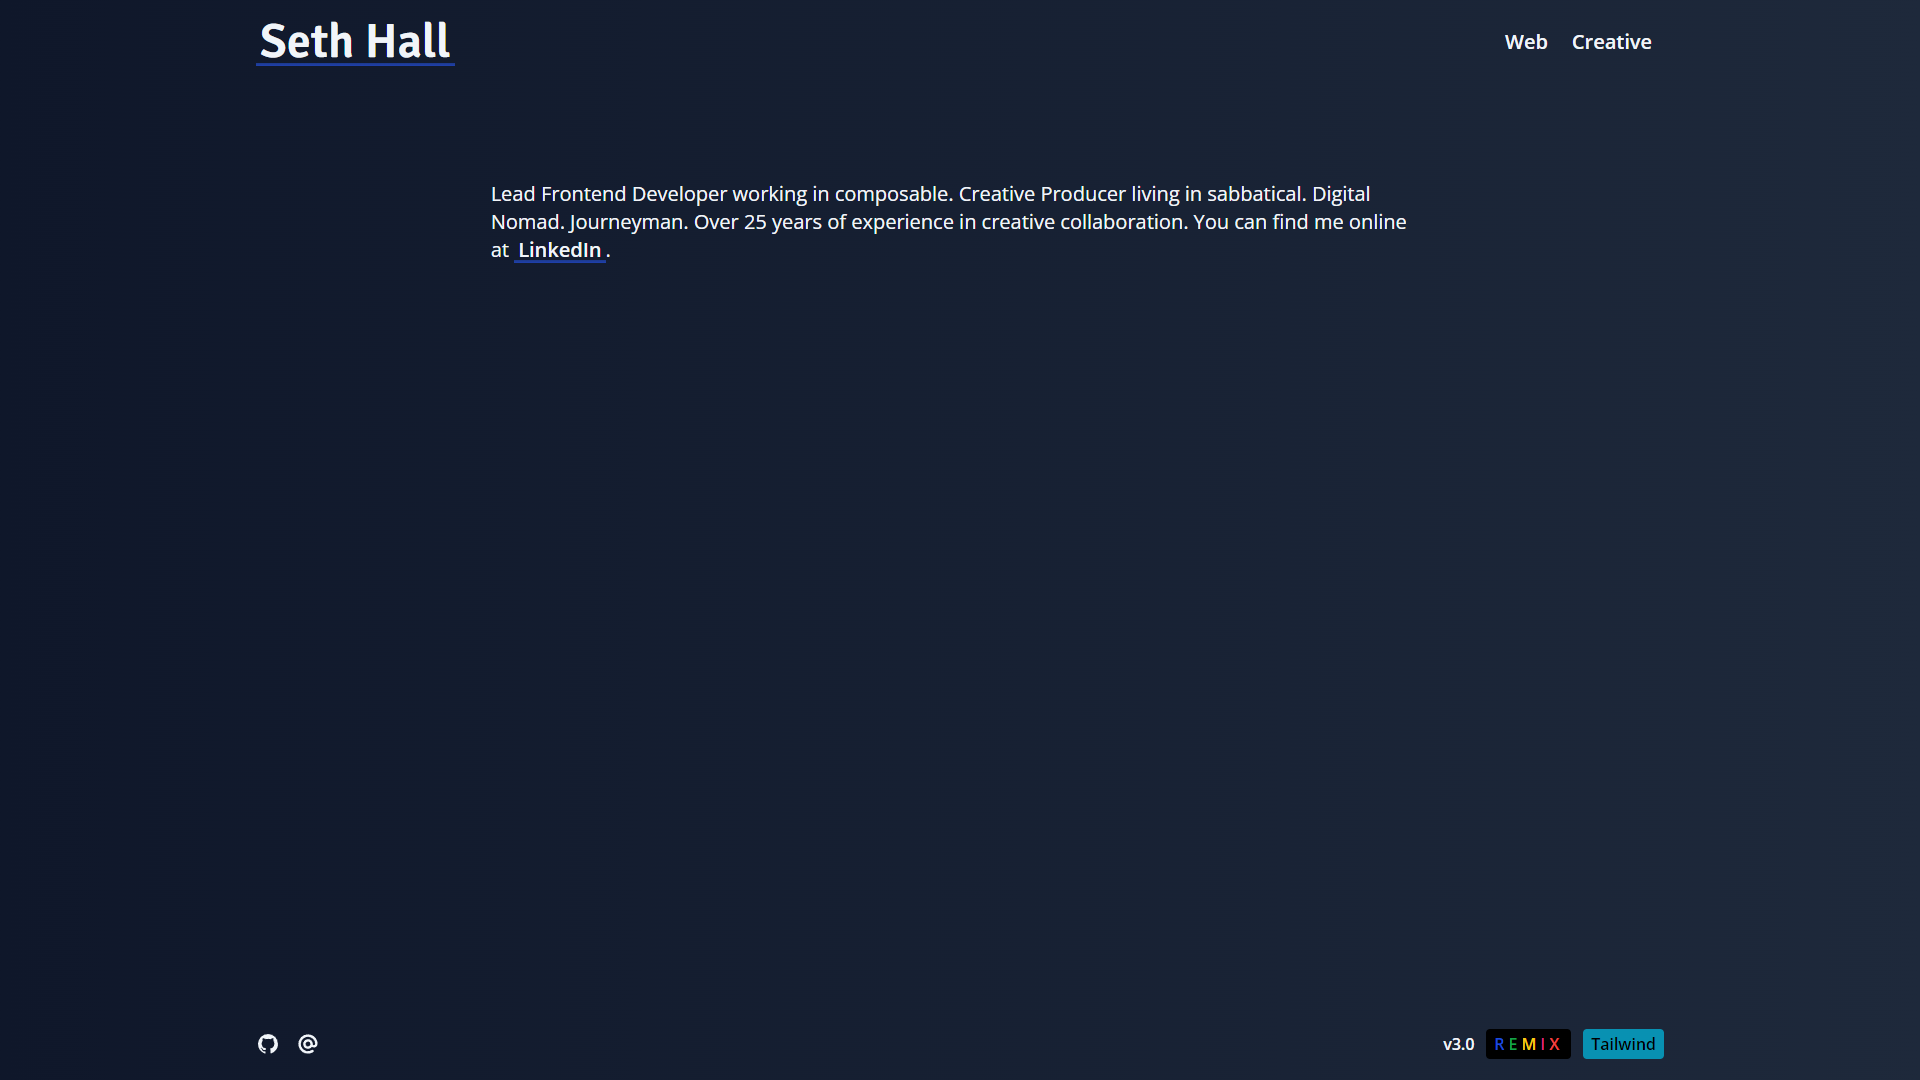 Seth Hall
Web Creative
Lead Frontend Developer working in composable. Creative Producer living in sabbatical. Digital
Nomad. Journeyman. Over 25 years of experience in creative collaboration. You can find me online
at LinkedIn.
v3.0 REMIX Tailwind